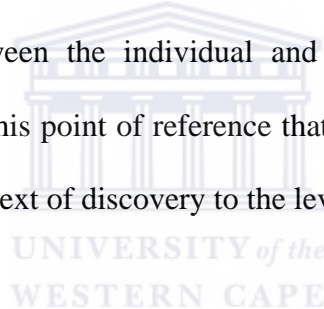 een the individual and
his point of reference that
ext of discovery to the lev
UNIVERSITY of the
WESTERN CAPE